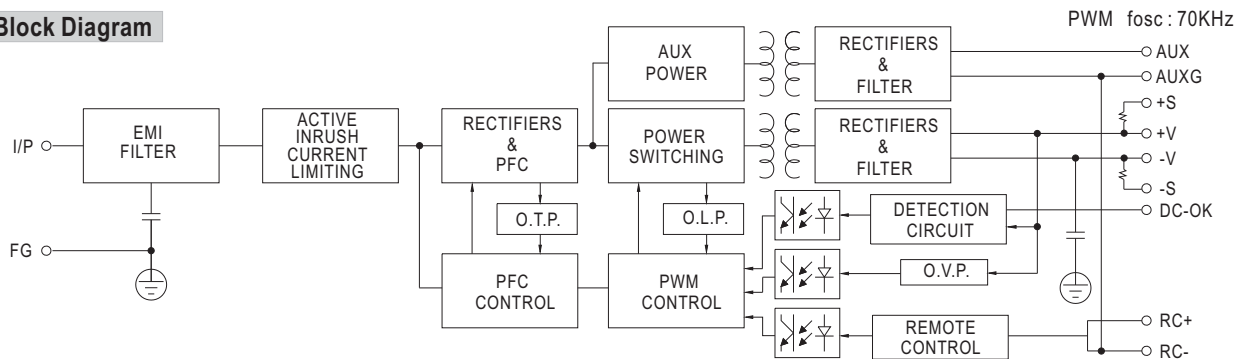 Block Diagram
PWM fosc : 70KHz
AUX
POWER
RECTIFIERS
&
FILTER
AUX
AUXG
+S
+V
-V
-S
I/P
EMI
FILTER
ACTIVE
INRUSH
CURRENT
LIMITING
RECTIFIERS
&
PFC
POWER
SWITCHING
RECTIFIERS
&
FILTER
O.T.P.
O.L.P.
DETECTION
CIRCUIT
DC-OK
FG
PFC
CONTROL
PWM
CONTROL
O.V.P.
REMOTE
CONTROL
RC+
RC-